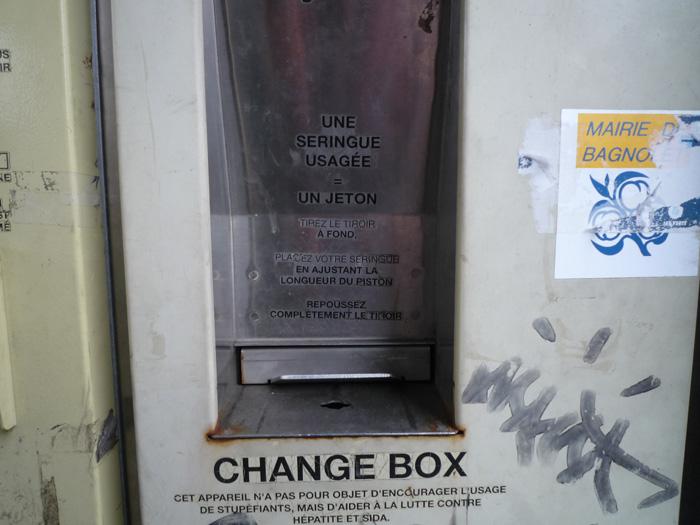 UNE
SERINGUE
USAGÉE
=
UN JETON
TIREZ LE TIROIR
À FOND,
PLACEZ VOTRE SERINGUE
EN AJUSTANT LA
LONGUEUR DU PISTON
REPOUSSEZ
COMPLÈTEMENT LE TIROIR
CHANGE BOX
CET APPAREIL N'A PAS POUR OBJET D'ENCOURAGER L'USAGE
DE STUPÉFIANTS, MAIS D'AIDER À LA LUTTE CONTRE
HÉPATITE ET SIDA.
MAIRIE D
BAGNO